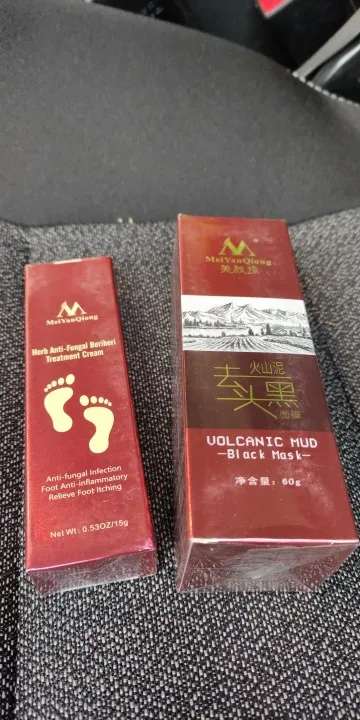 MeiYanQiong
Herb Anti-Fungal Beriberi
Treatment Cream
Anti-fungal Infection
Foot Anti-inflammatory
Relieve Foot Itching
Net Wt: 0.53OZ/15g
MeiYanQiong
美颜琼
火山泥
去黑头
面膜
VOLCANIC MUD
—Black Mask—
净含量：60g